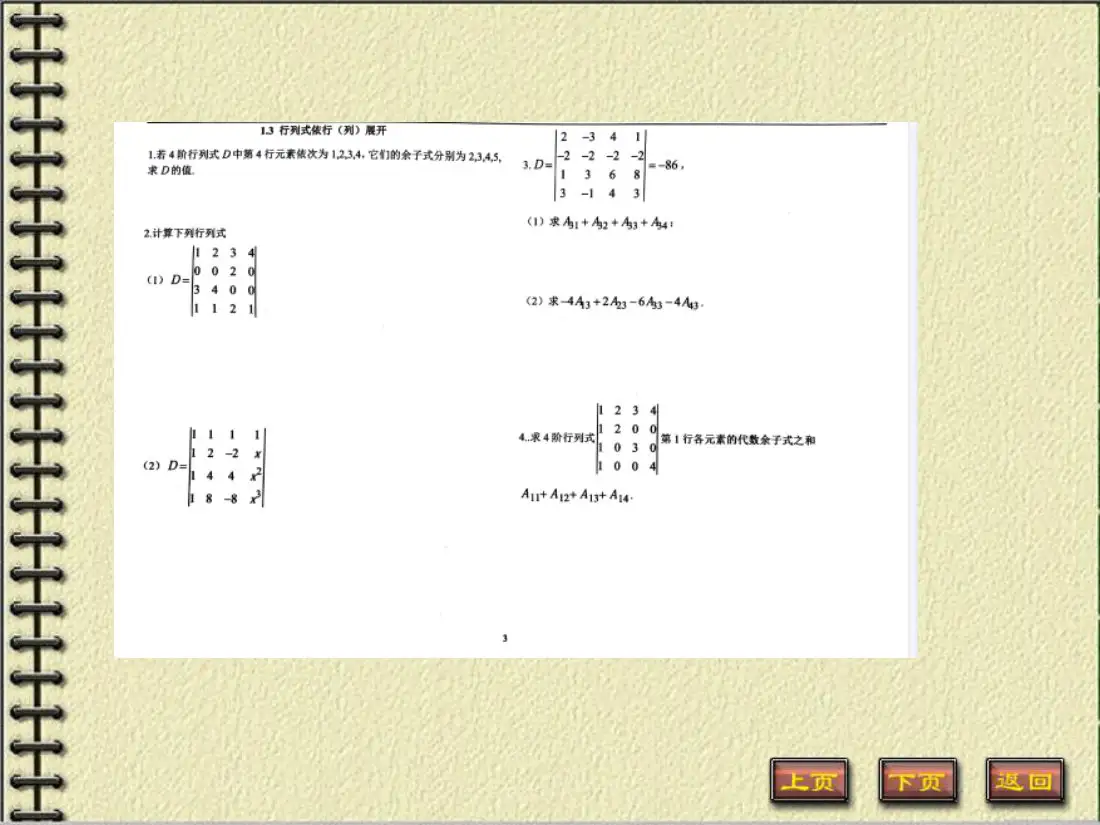 1.3 行列式依行（列）展开
1.若4阶行列式D中第4行元素依次为1,2,3,4，它们的余子式分别为2,3,4,5,
求D的值.
2.计算下列行列式
（1）D=
1 2 3 4
0 0 2 0
3 4 0 0
1 1 2 1
（2）D=
1 1 1 1
1 2 -2 x
1 4 4 x²
1 8 -8 x³
3
3. D=
2 -3 4 1
-2 -2 -2 -2
1 3 6 8
3 -1 4 3
=-86，
（1）求 A31 + A32 + A33 + A34；
（2）求 -4A13 + 2A23 - 6A33 - 4A43.
4..求4阶行列式
1 2 3 4
1 2 0 0
1 0 3 0
1 0 0 4
第1行各元素的代数余子式之和
A11+ A12+ A13+ A14.
上页 下页 返回